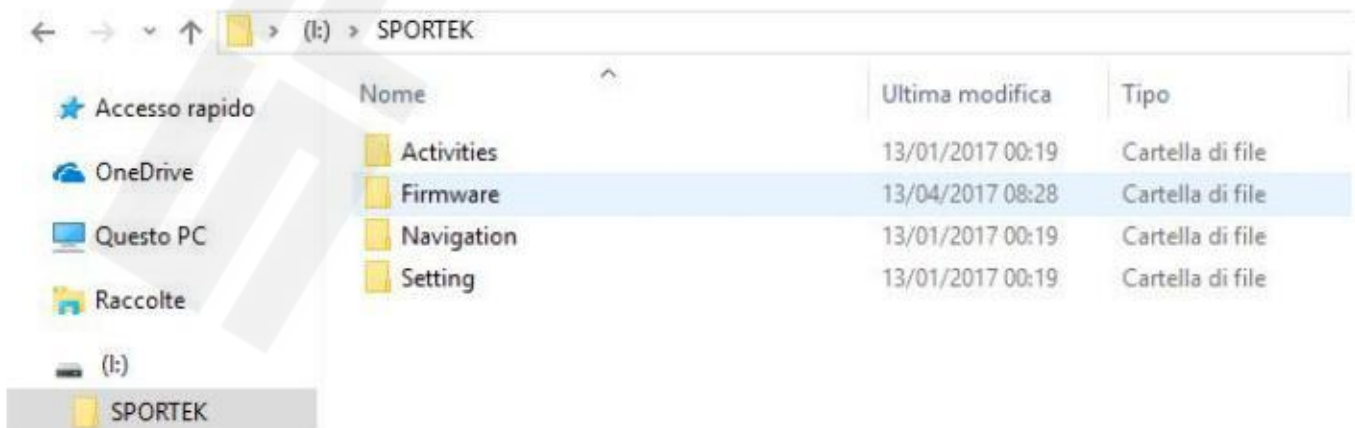 (I:) > SPORTEK
Accesso rapido
OneDrive
Questo PC
Raccolte
(I:)
SPORTEK
Nome Ultima modifica Tipo
Activities 13/01/2017 00:19 Cartella di file
Firmware 13/04/2017 08:28 Cartella di file
Navigation 13/01/2017 00:19 Cartella di file
Setting 13/01/2017 00:19 Cartella di file